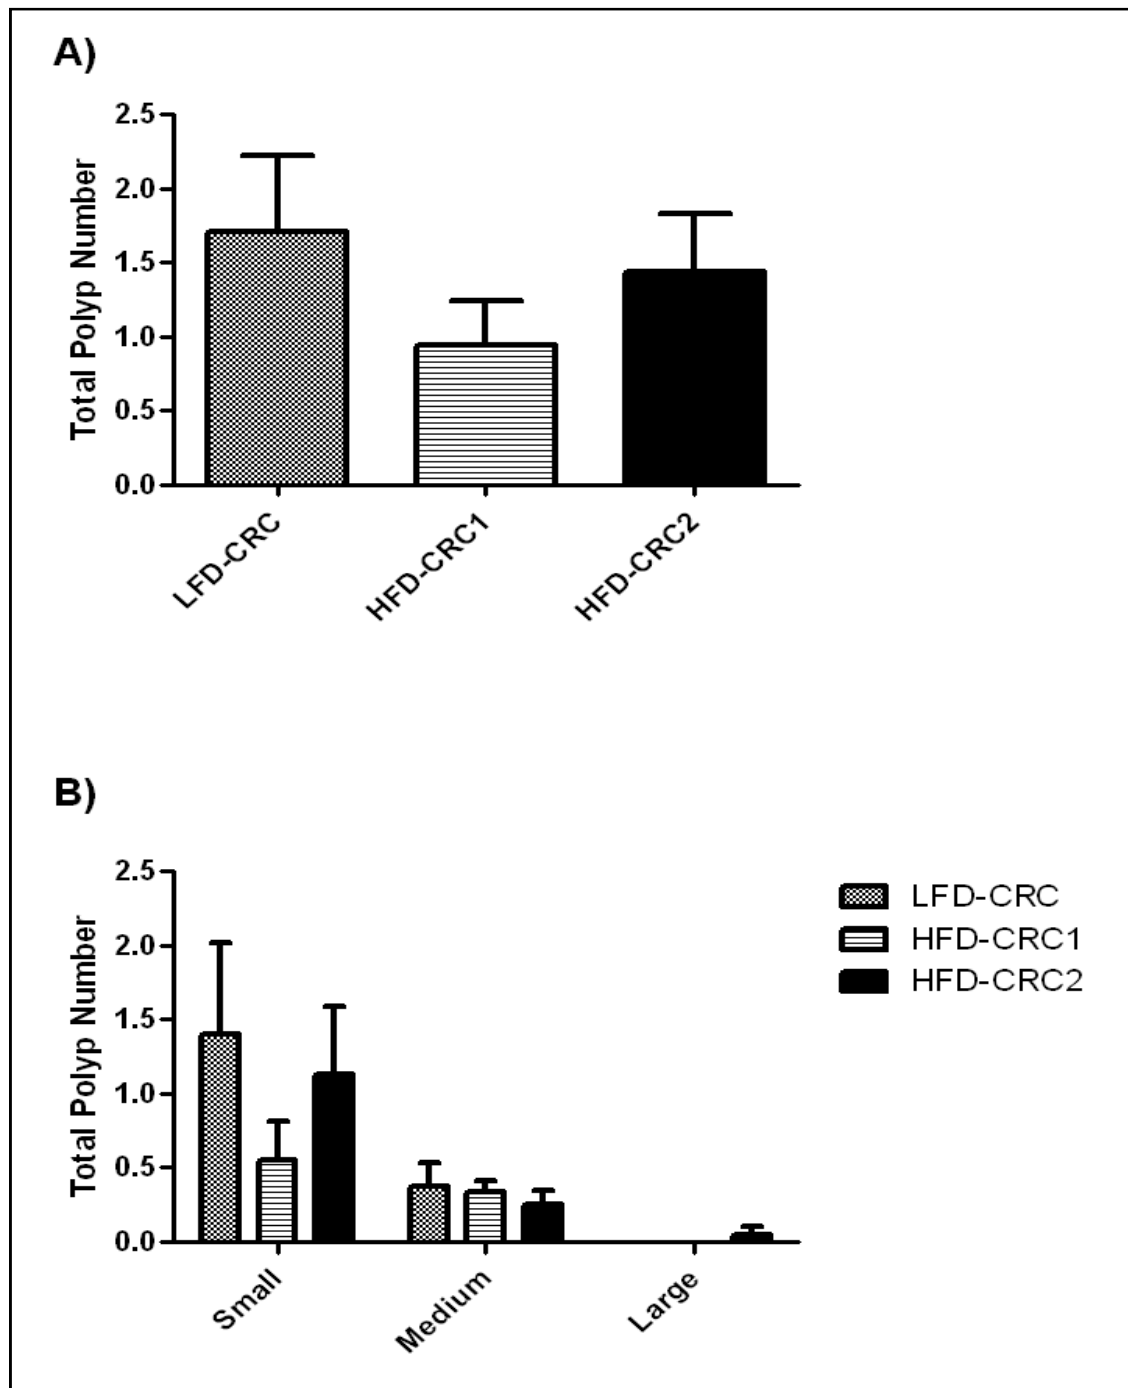 A)
Total Polyp Number
2.5
2.0
1.5
1.0
0.5
0.0
LFD-CRC
HFD-CRC1
HFD-CRC2
B)
Total Polyp Number
2.5
2.0
1.5
1.0
0.5
0.0
Small
Medium
Large
LFD-CRC
HFD-CRC1
HFD-CRC2